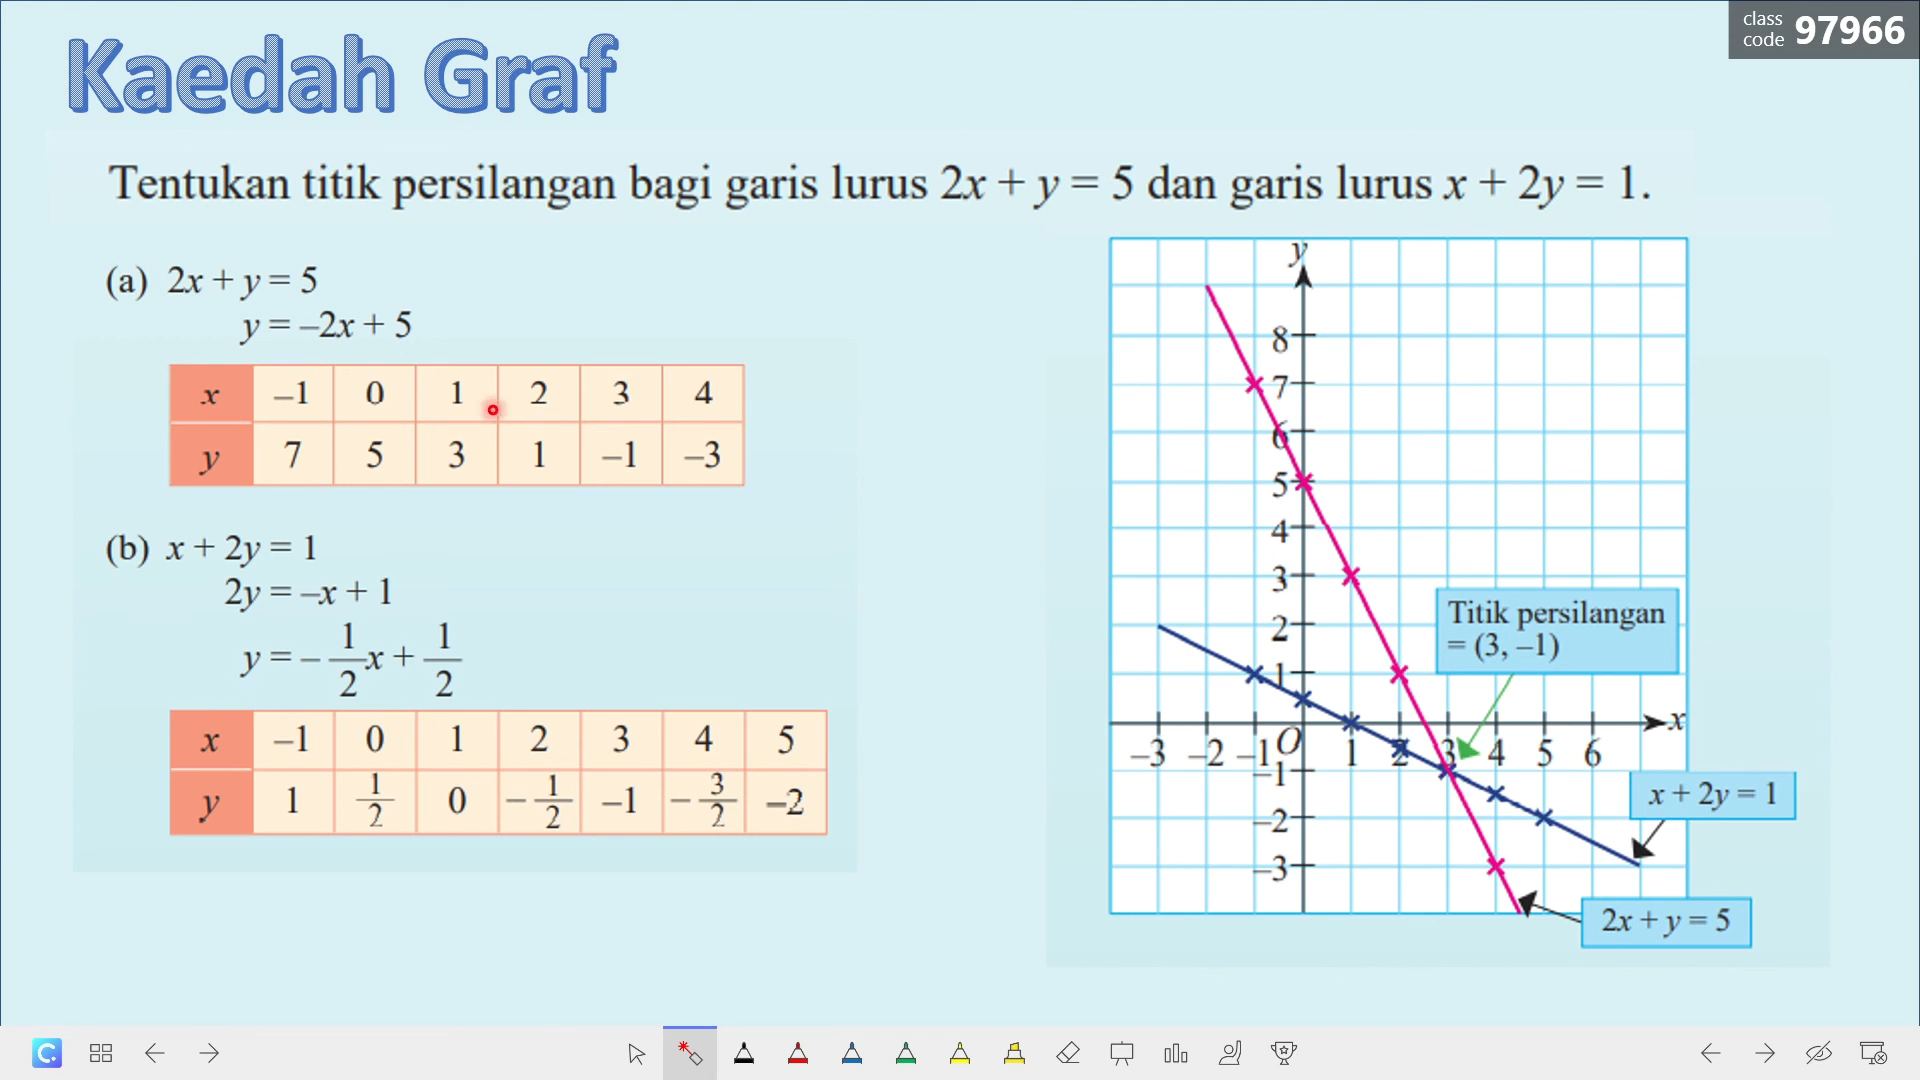 class code 97966
Kaedah Graf
Tentukan titik persilangan bagi garis lurus 2x + y = 5 dan garis lurus x + 2y = 1.
(a) 2x + y = 5
y = –2x + 5
x –1 0 1 2 3 4
y 7 5 3 1 –1 –3
(b) x + 2y = 1
2y = –x + 1
y = – 1/2 x + 1/2
x –1 0 1 2 3 4 5
y 1 1/2 0 – 1/2 –1 – 3/2 –2
y
8
7
6
5
4
3
2
1
Titik persilangan
= (3, –1)
x
–3 –2 –1 O 1 2 3 4 5 6
–1
–2
–3
x + 2y = 1
2x + y = 5